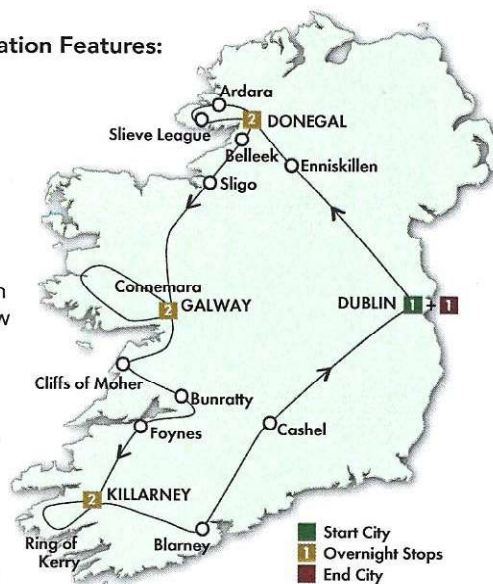 ation Features:
Ardara
2 DONEGAL
Slieve League
Belleek
Enniskillen
Sligo
n
Connemara
w
2 GALWAY
DUBLIN 1 + 1
Cliffs of Moher
Bunratty
Foynes
Cashel
2 KILLARNEY
Ring of
Kerry
Blarney
Start City
1 Overnight Stops
End City